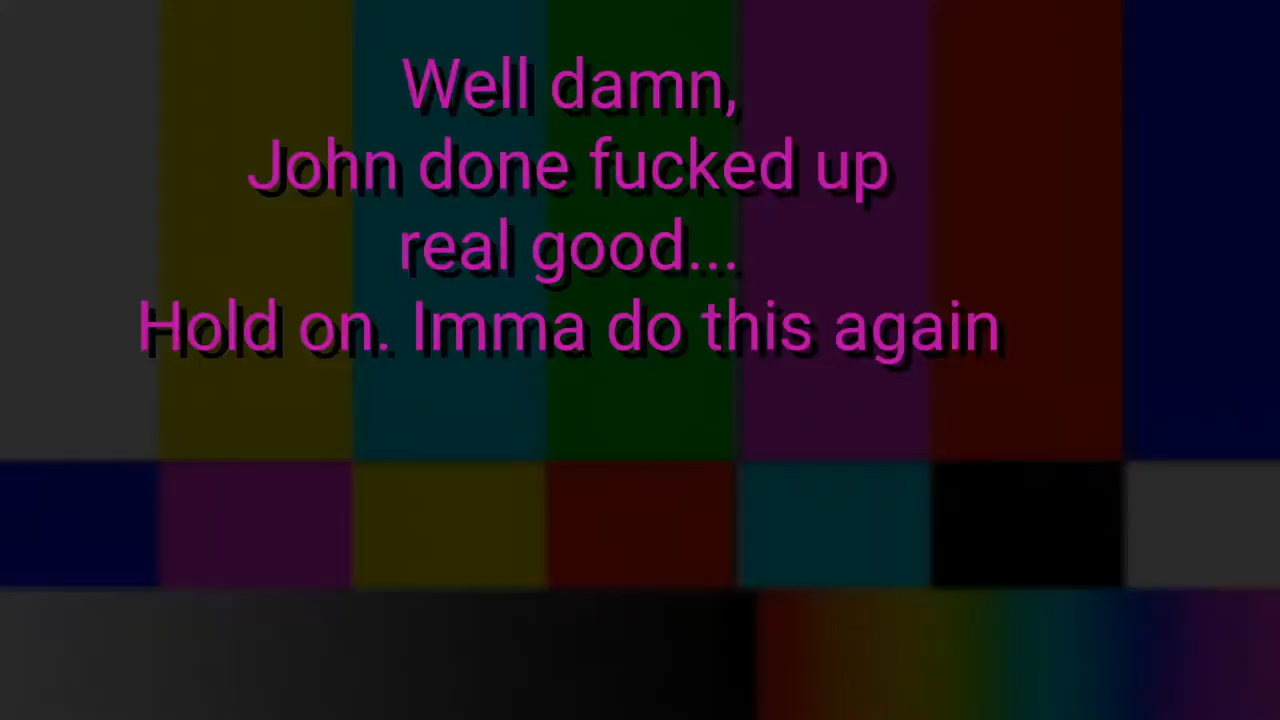 Well damn,
John done fucked up
real good...
Hold on. Imma do this again